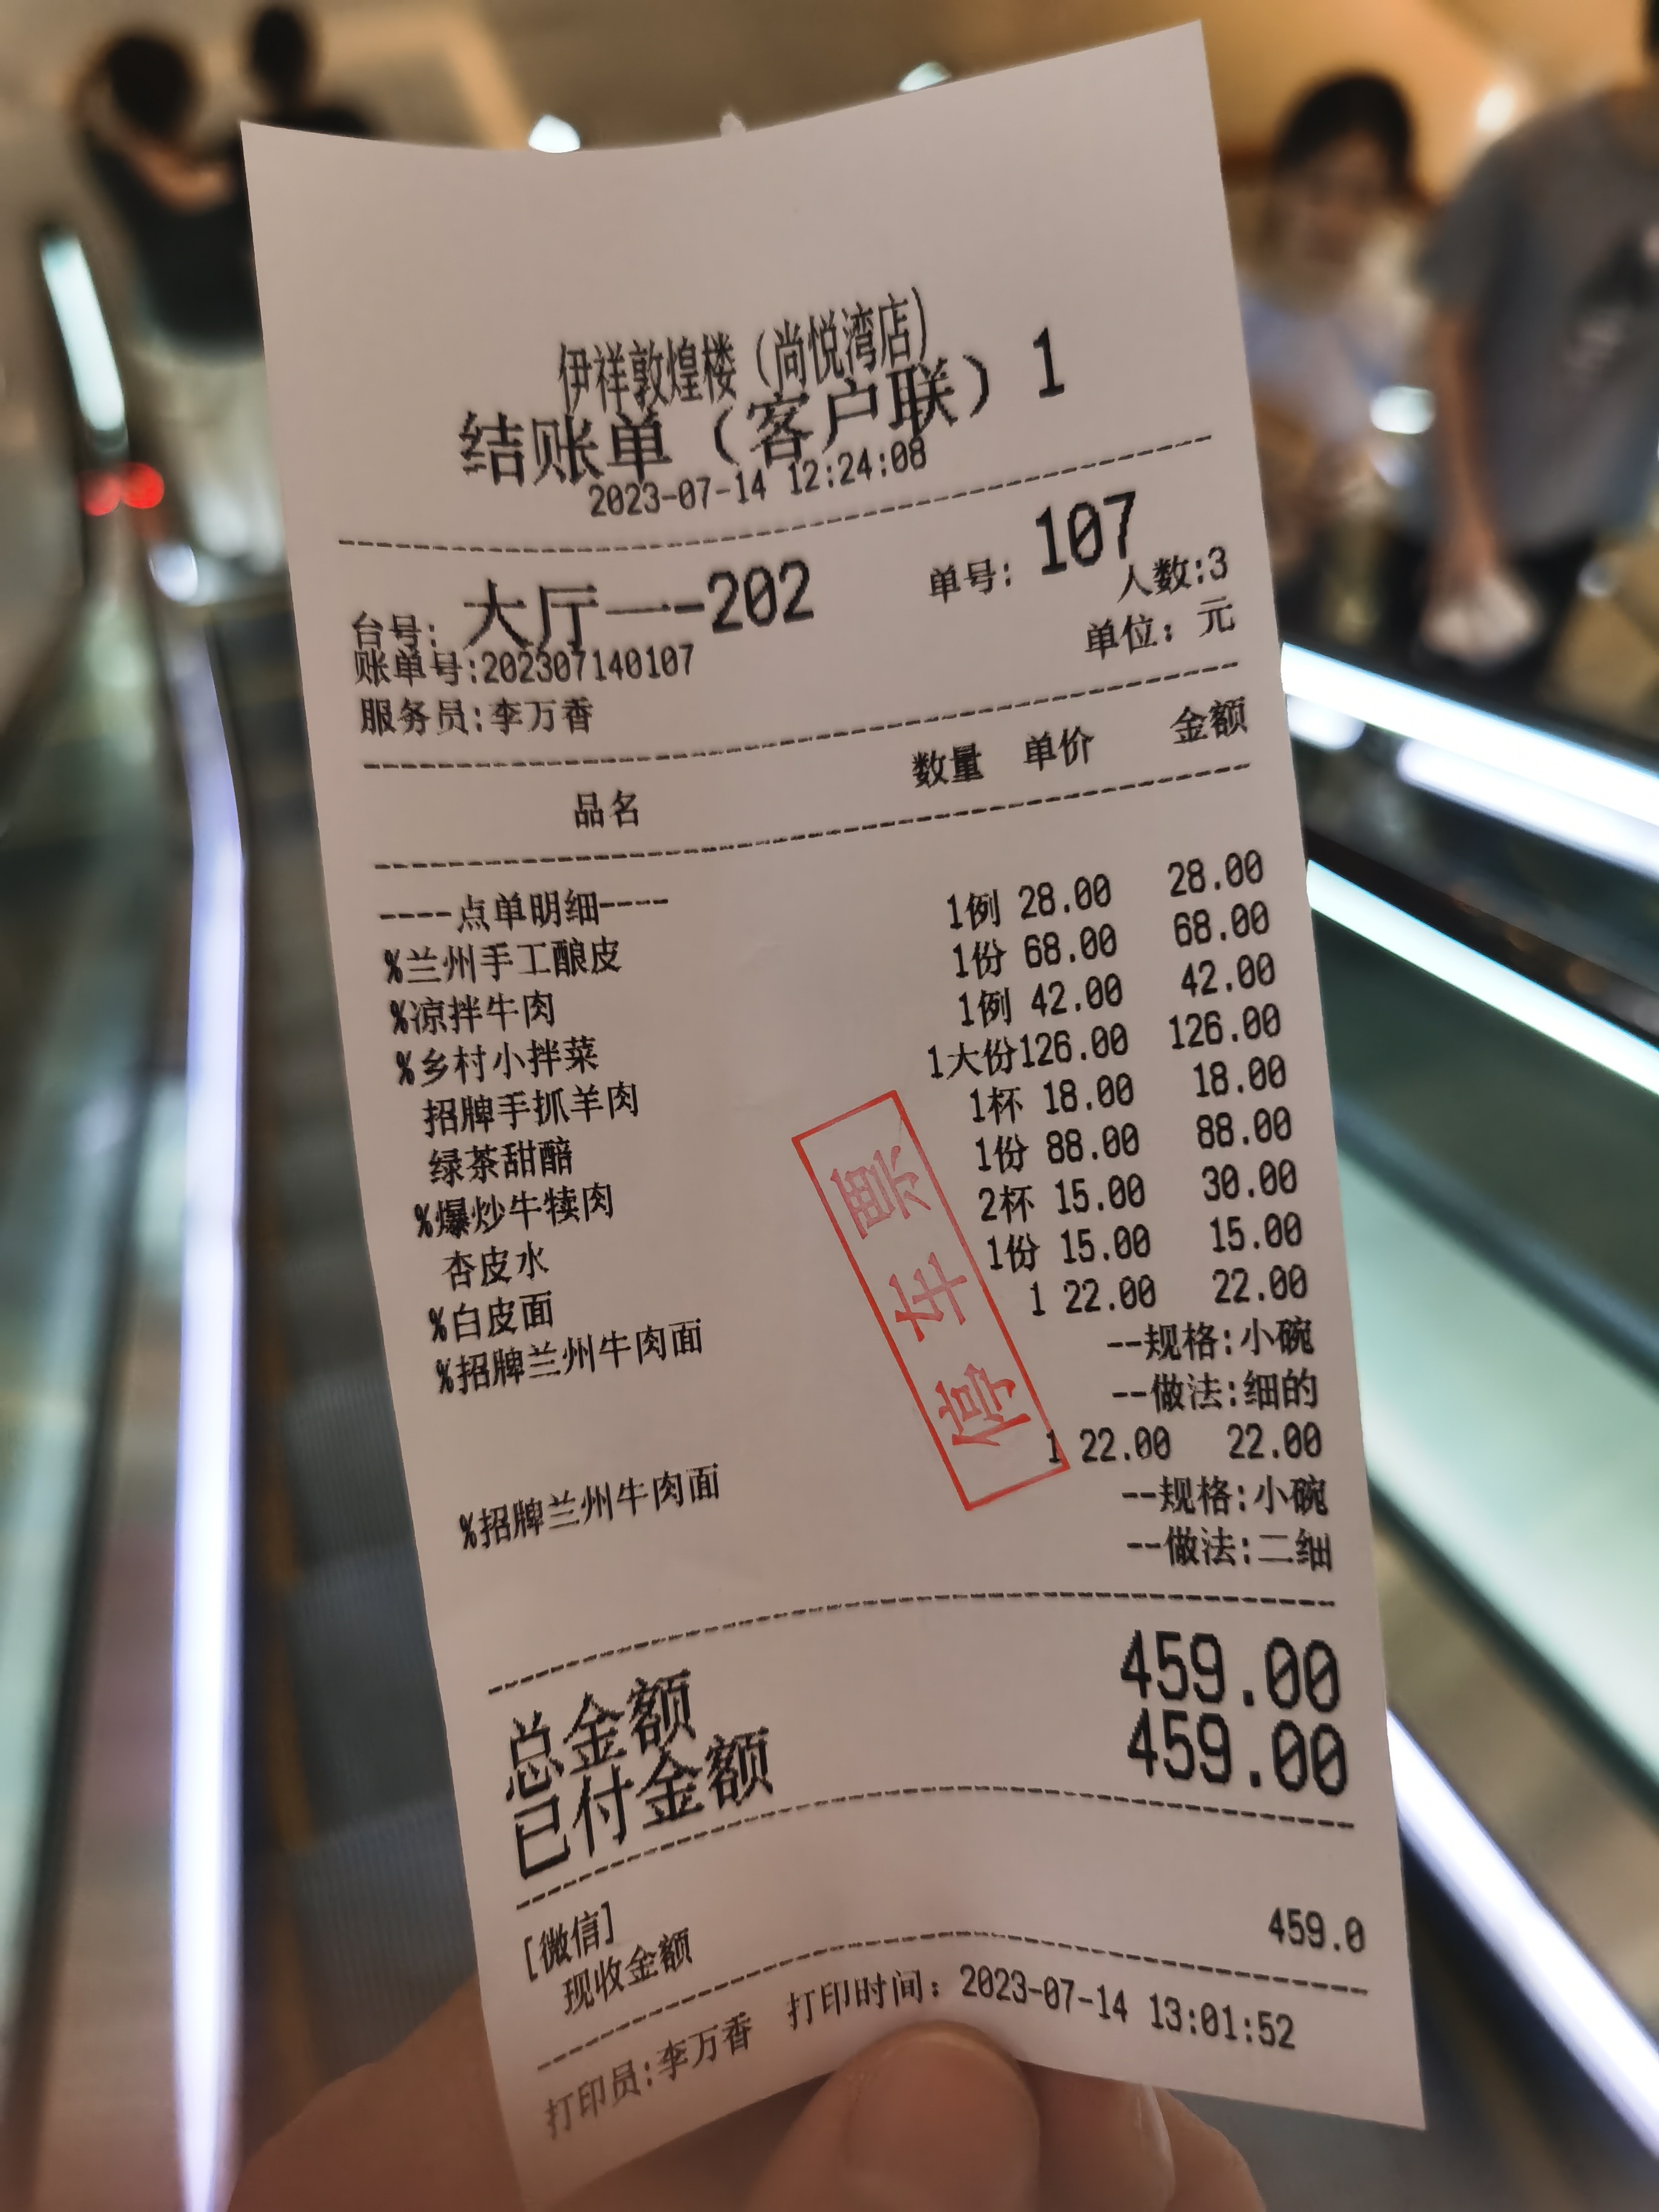 伊祥敦煌楼（尚悦湾店）
结账单（客户联）1
2023-07-14 12:24:08
台号: 大厅一-202 单号: 107
人数:3
账单号:202307140107 单位: 元
服务员:李万香
品名 数量 单价 金额
----点单明细----
%兰州手工酿皮 1例 28.00 28.00
%凉拌牛肉 1份 68.00 68.00
%乡村小拌菜 1例 42.00 42.00
招牌手抓羊肉 1大份126.00 126.00
绿茶甜醅 1杯 18.00 18.00
%爆炒牛犊肉 1份 88.00 88.00
杏皮水 2杯 15.00 30.00
%白皮面 1份 15.00 15.00
%招牌兰州牛肉面 1 22.00 22.00
--规格:小碗
--做法:细的
%招牌兰州牛肉面 1 22.00 22.00
--规格:小碗
--做法:二细
停车票
总金额 459.00
已付金额 459.00
[微信]
现收金额 459.0
打印员:李万香 打印时间: 2023-07-14 13:01:52